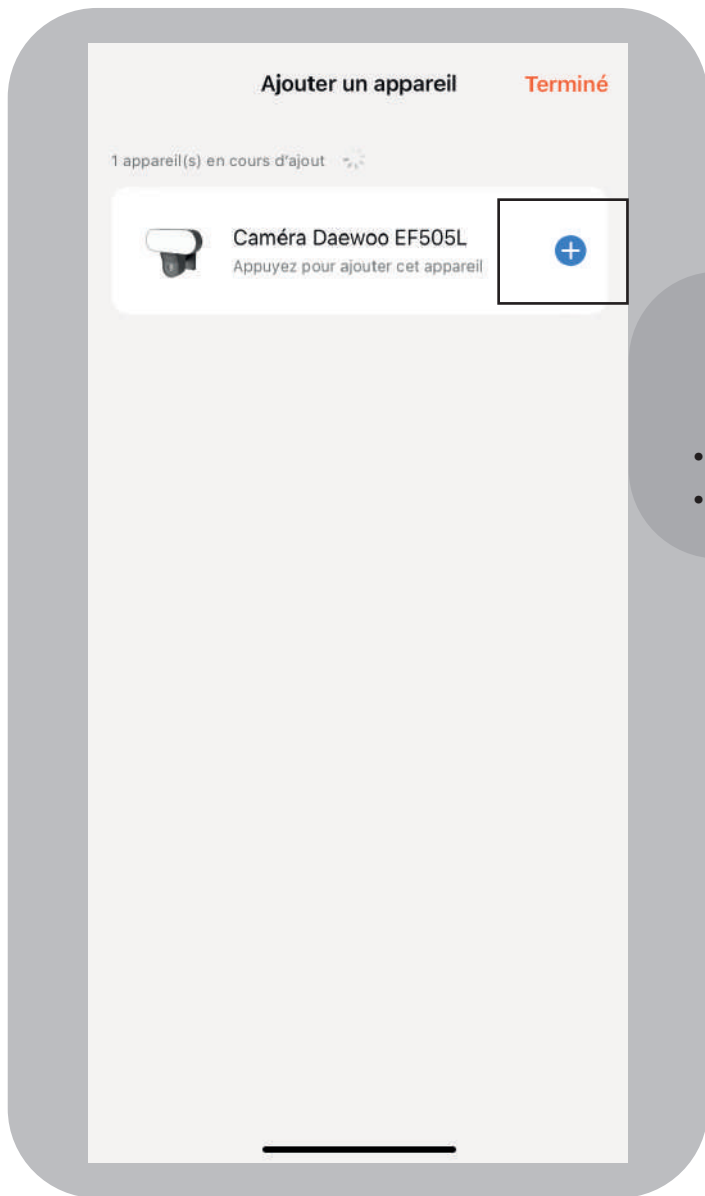 Ajouter un appareil
Terminé
1 appareil(s) en cours d'ajout
Caméra Daewoo EF505L
Appuyez pour ajouter cet appareil